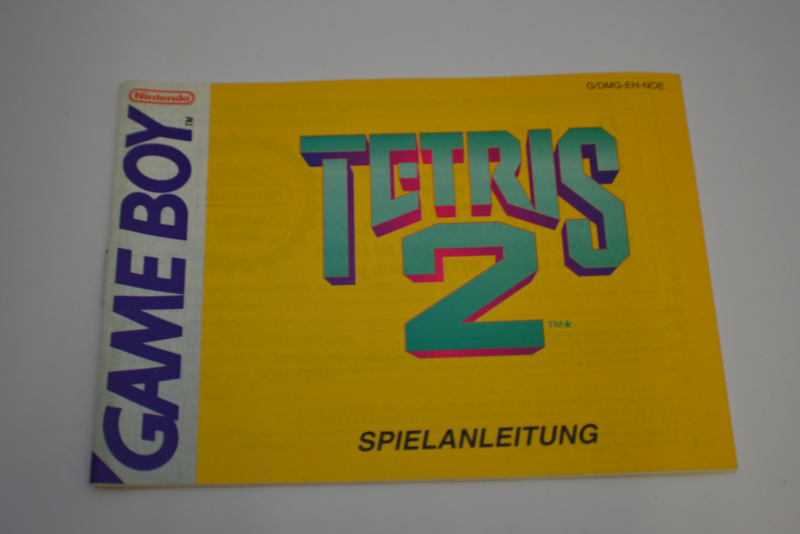 G/DMG-EH-NOE
Nintendo
GAME BOY™
TETRIS
2
TM★
SPIELANLEITUNG